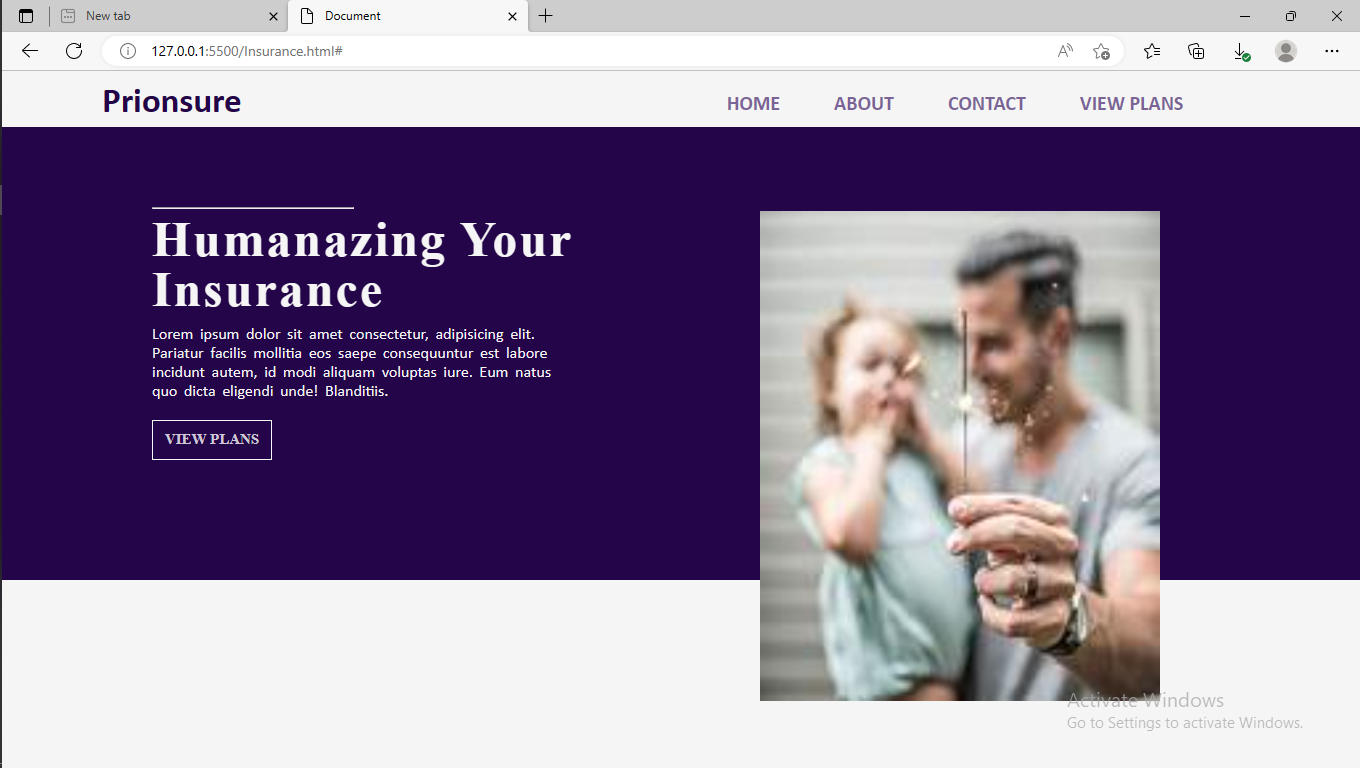 New tab
Document
127.0.0.1:5500/Insurance.html#
Prionsure
HOME ABOUT CONTACT VIEW PLANS
Humanazing Your
Insurance
Lorem ipsum dolor sit amet consectetur, adipisicing elit.
Pariatur facilis mollitia eos saepe consequuntur est labore
incidunt autem, id modi aliquam voluptas iure. Eum natus
quo dicta eligendi unde! Blanditiis.
VIEW PLANS
Activate Windows
Go to Settings to activate Windows.